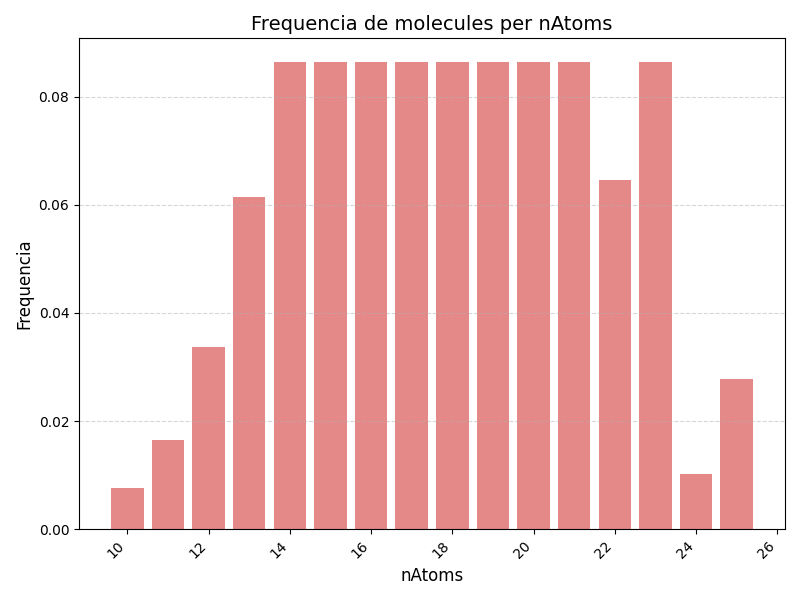 Frequencia de molecules per nAtoms
Frequencia
0.08
0.06
0.04
0.02
0.00
10 12 14 16 18 20 22 24 26
nAtoms